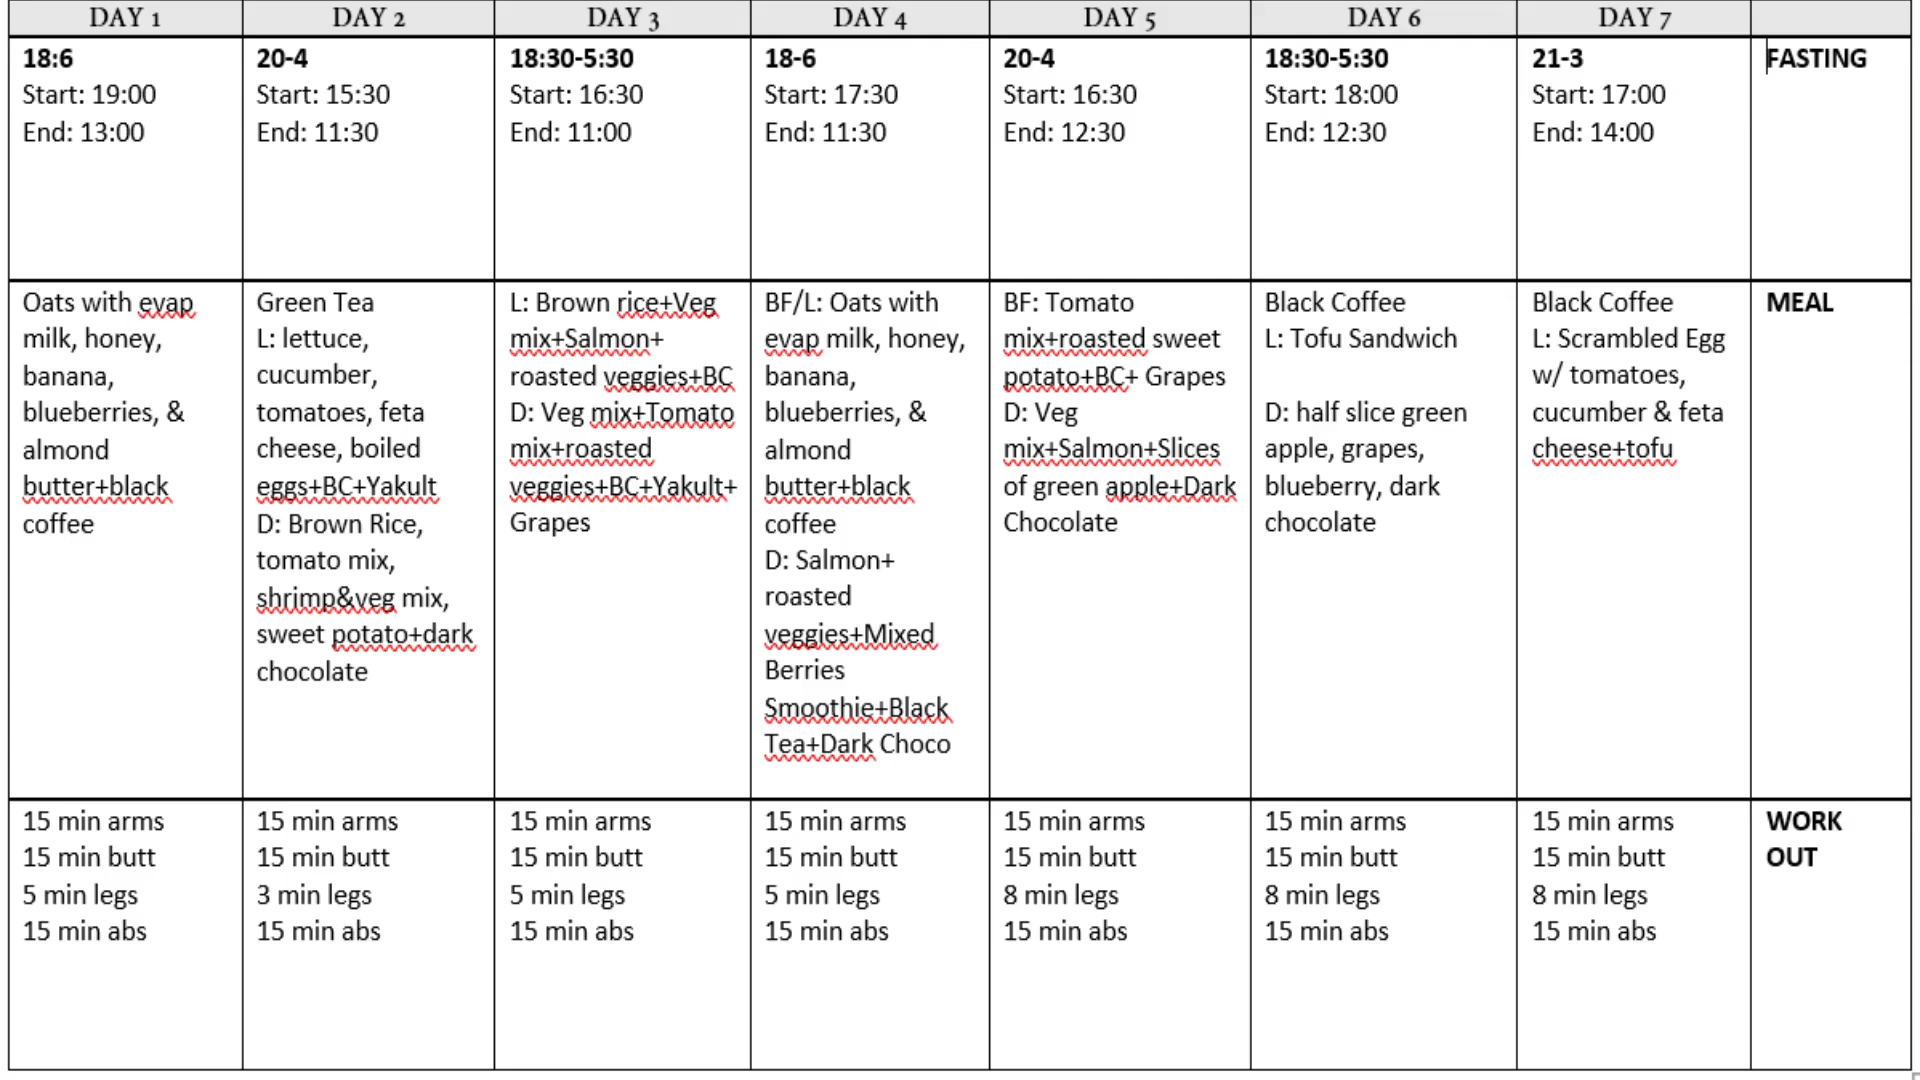 DAY 1
DAY 2
DAY 3
DAY 4
DAY 5
DAY 6
DAY 7
18:6
Start: 19:00
End: 13:00
20-4
Start: 15:30
End: 11:30
18:30-5:30
Start: 16:30
End: 11:00
18-6
Start: 17:30
End: 11:30
20-4
Start: 16:30
End: 12:30
18:30-5:30
Start: 18:00
End: 12:30
21-3
Start: 17:00
End: 14:00
FASTING
Oats with evap
milk, honey,
banana,
blueberries, &
almond
butter+black
coffee
Green Tea
L: lettuce,
cucumber,
tomatoes, feta
cheese, boiled
eggs+BC+Yakult
D: Brown Rice,
tomato mix,
shrimp&veg mix,
sweet potato+dark
chocolate
L: Brown rice+Veg
mix+Salmon+
roasted veggies+BC
D: Veg mix+Tomato
mix+roasted
veggies+BC+Yakult+
Grapes
BF/L: Oats with
evap milk, honey,
banana,
blueberries, &
almond
butter+black
coffee
D: Salmon+
roasted
veggies+Mixed
Berries
Smoothie+Black
Tea+Dark Choco
BF: Tomato
mix+roasted sweet
potato+BC+ Grapes
D: Veg
mix+Salmon+Slices
of green apple+Dark
Chocolate
Black Coffee
L: Tofu Sandwich
D: half slice green
apple, grapes,
blueberry, dark
chocolate
Black Coffee
L: Scrambled Egg
w/ tomatoes,
cucumber & feta
cheese+tofu
MEAL
15 min arms
15 min butt
5 min legs
15 min abs
15 min arms
15 min butt
3 min legs
15 min abs
15 min arms
15 min butt
5 min legs
15 min abs
15 min arms
15 min butt
5 min legs
15 min abs
15 min arms
15 min butt
8 min legs
15 min abs
15 min arms
15 min butt
8 min legs
15 min abs
15 min arms
15 min butt
8 min legs
15 min abs
WORK
OUT